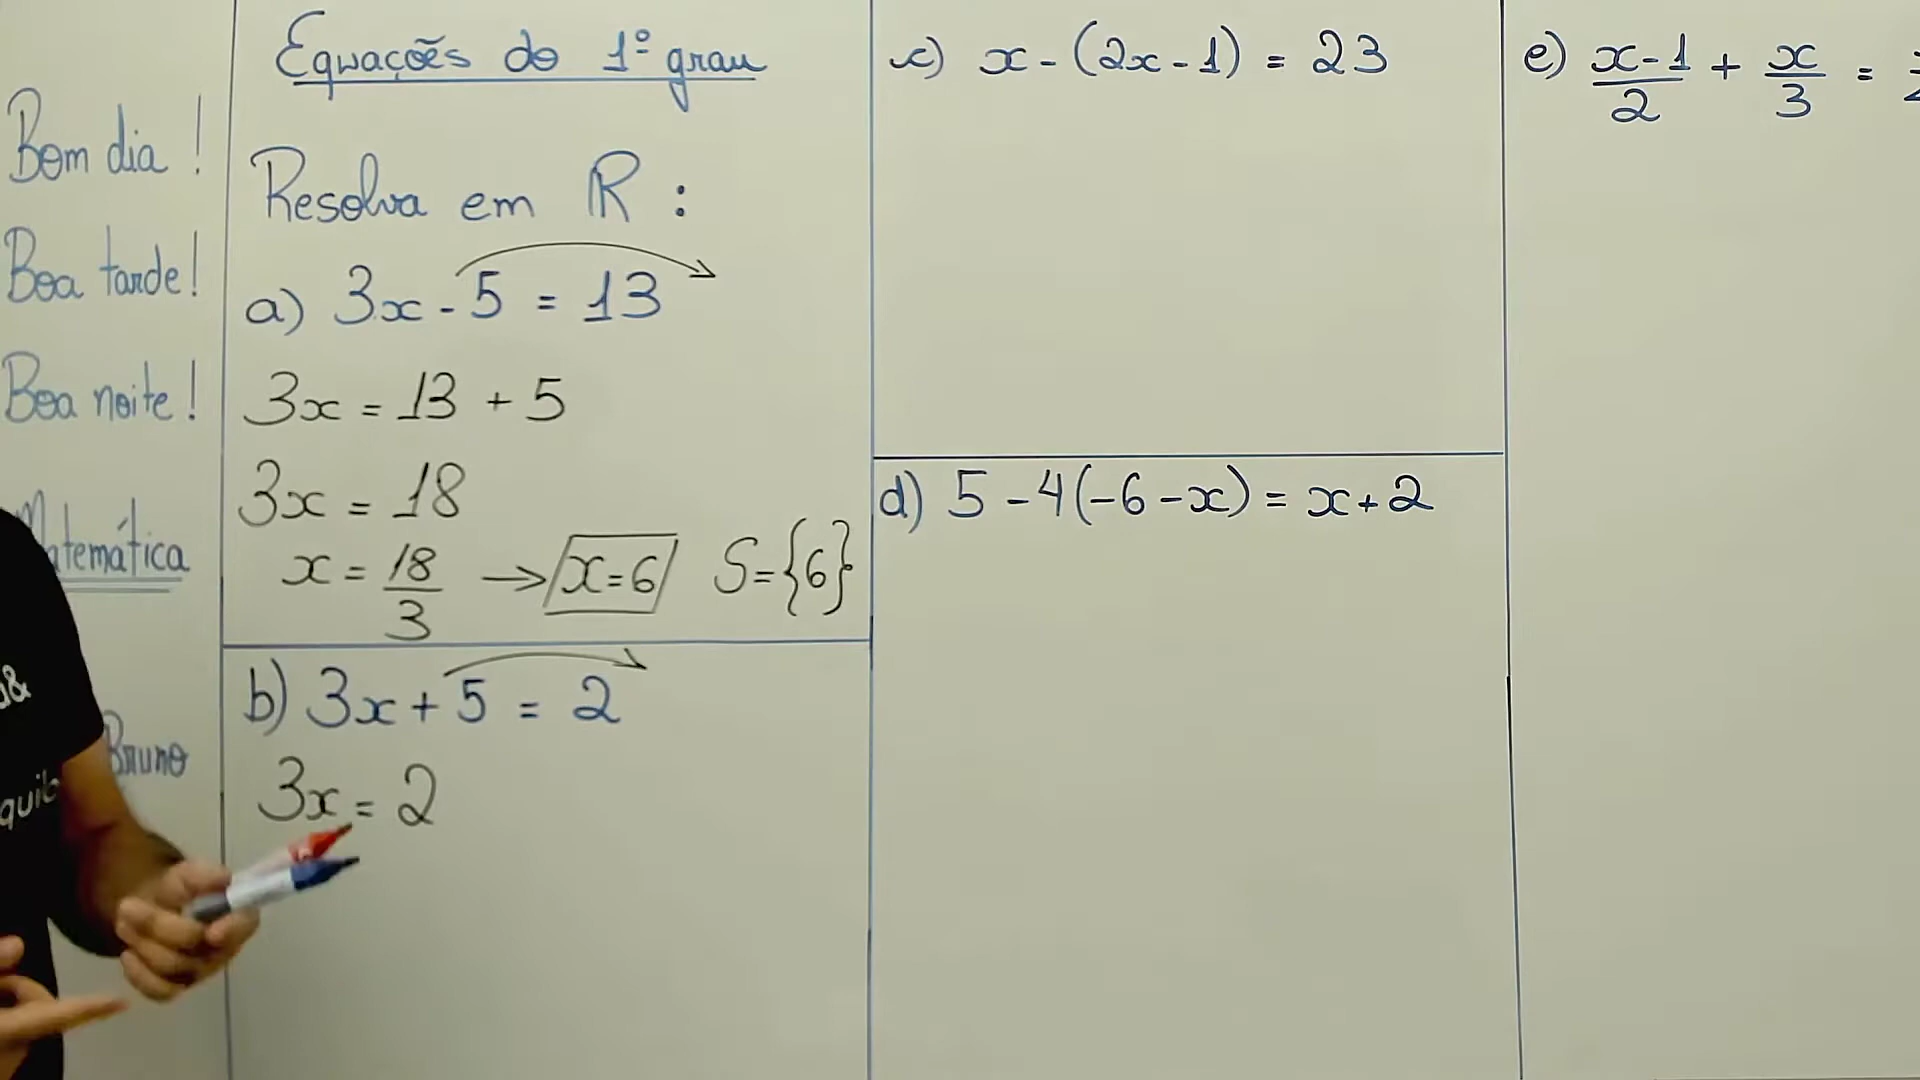 Bom dia !
Boa tarde!
Boa noite!
Matemática
Bruno
&
Equações do 1º grau
Resolva em ℝ :
a) 3x - 5 = 13
3x = 13 + 5
3x = 18
x = 18/3 → x = 6 S = {6}
b) 3x + 5 = 2
3x = 2
c) x - (2x - 1) = 23
d) 5 - 4(-6 - x) = x + 2
e) (x - 1)/2 + x/3 =